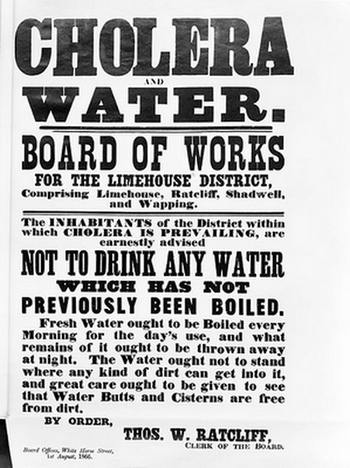 CHOLERA
AND
WATER.
BOARD OF WORKS
FOR THE LIMEHOUSE DISTRICT,
Comprising Limehouse, Ratcliff, Shadwell,
and Wapping.
The INHABITANTS of the District within
which CHOLERA IS PREVAILING, are
earnestly advised
NOT TO DRINK ANY WATER
WHICH HAS NOT
PREVIOUSLY BEEN BOILED.
Fresh Water ought to be Boiled every
Morning for the day's use, and what
remains of it ought to be thrown away
at night. The Water ought not to stand
where any kind of dirt can get into it,
and great care ought to be given to see
that Water Butts and Cisterns are free
from dirt.
BY ORDER,
THOS. W. RATCLIFF,
CLERK OF THE BOARD.
Board Offices, White Horse Street,
1st August, 1866.